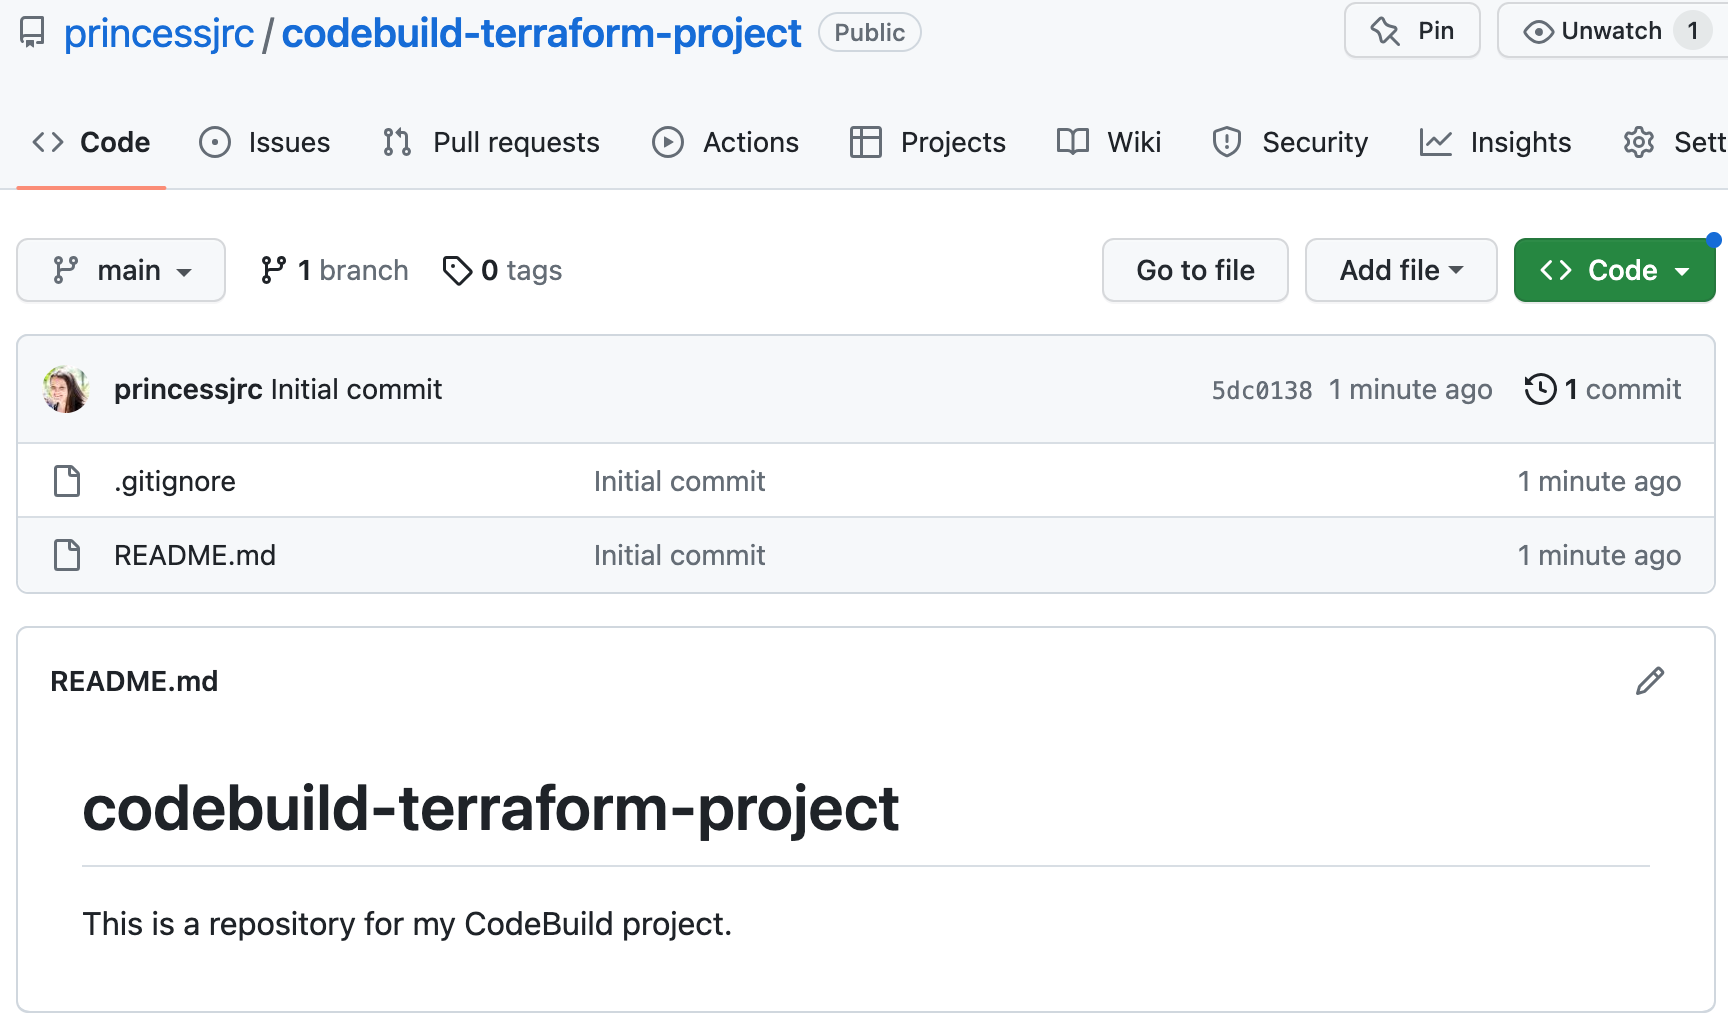 princessjrc / codebuild-terraform-project Public Pin Unwatch 1
Code Issues Pull requests Actions Projects Wiki Security Insights Sett
main 1 branch 0 tags Go to file Add file Code
princessjrc Initial commit 5dc0138 1 minute ago 1 commit
.gitignore Initial commit 1 minute ago
README.md Initial commit 1 minute ago
README.md
codebuild-terraform-project
This is a repository for my CodeBuild project.